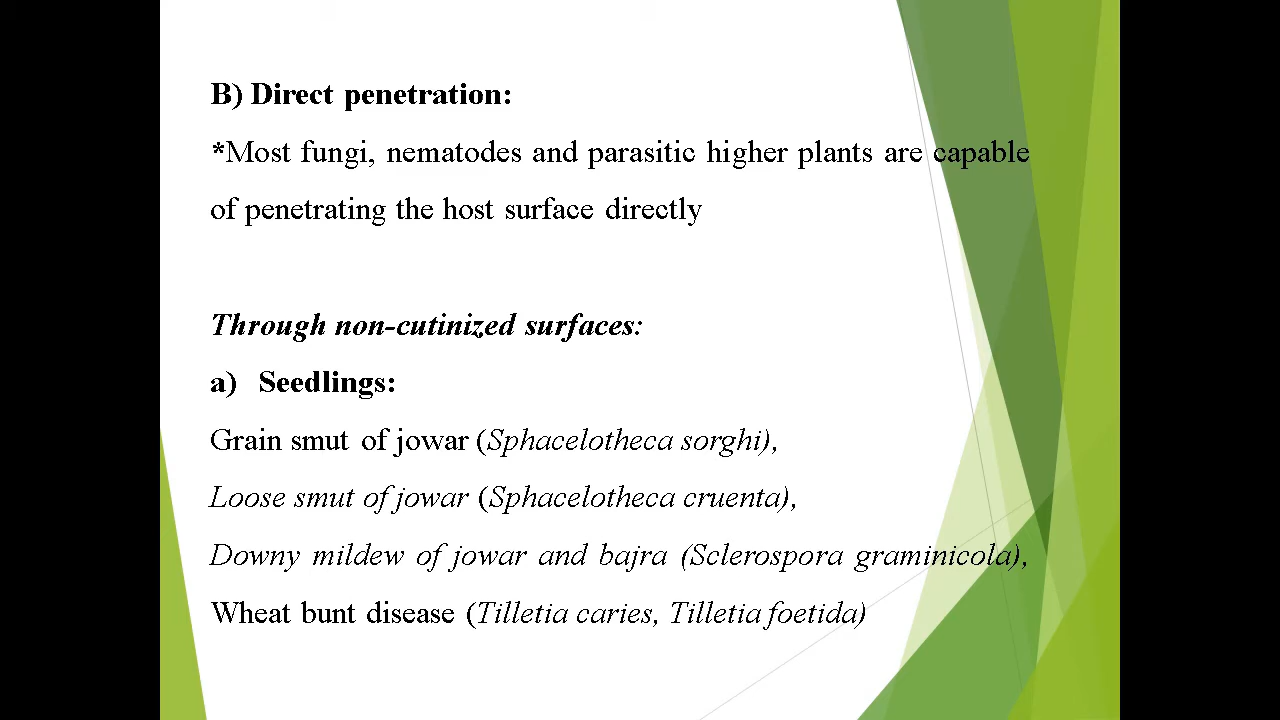 B) Direct penetration:
*Most fungi, nematodes and parasitic higher plants are capable
of penetrating the host surface directly
Through non-cutinized surfaces:
a) Seedlings:
Grain smut of jowar (Sphacelotheca sorghi),
Loose smut of jowar (Sphacelotheca cruenta),
Downy mildew of jowar and bajra (Sclerospora graminicola),
Wheat bunt disease (Tilletia caries, Tilletia foetida)